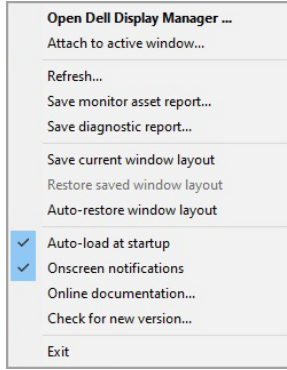 Open Dell Display Manager ...
Attach to active window...
Refresh...
Save monitor asset report...
Save diagnostic report...
Save current window layout
Restore saved window layout
Auto-restore window layout
Auto-load at startup
Onscreen notifications
Online documentation...
Check for new version...
Exit